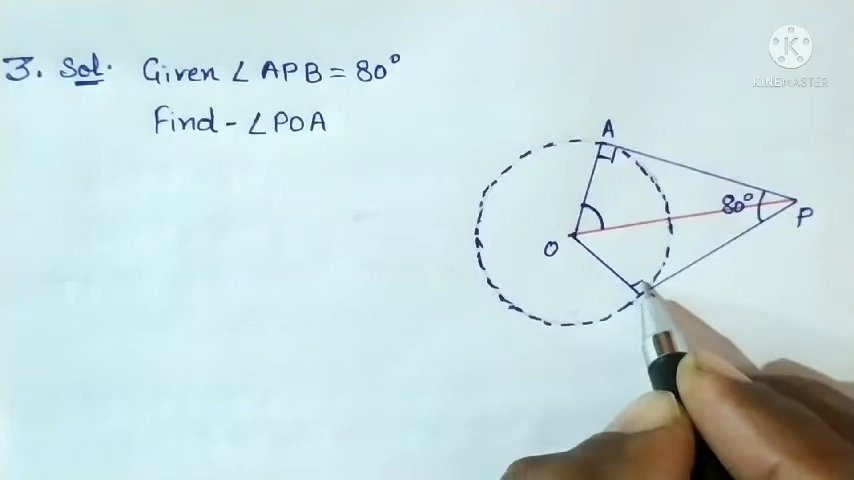 3. Sol. Given ∠APB = 80°
Find - ∠POA
A
80°
P
O
K
KINEMASTER